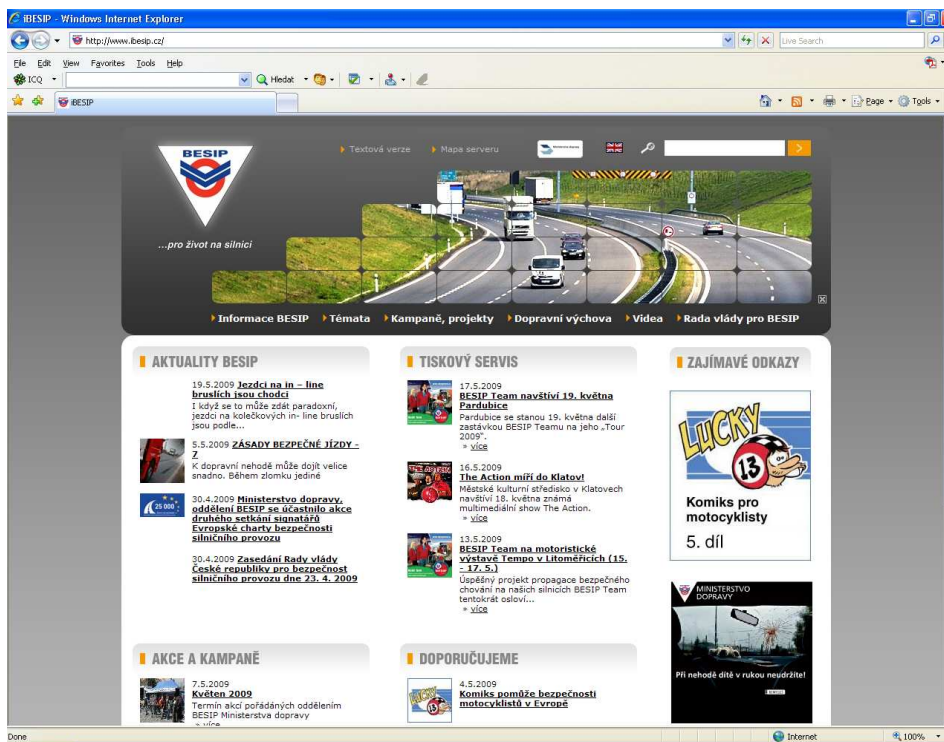 iBESIP - Windows Internet Explorer
http://www.ibesip.cz/
Live Search
File Edit View Favorites Tools Help
ICQ
Hledat
iBESIP
Page Tools
BESIP
...pro život na silnici
Textová verze Mapa serveru
Informace BESIP Témata Kampaně, projekty Dopravní výchova Videa Rada vlády pro BESIP
AKTUALITY BESIP
19.5.2009 Jezdci na in – line
bruslích jsou chodci
I když se to může zdát paradoxní,
jezdci na kolečkových in- line bruslích
jsou podle...
5.5.2009 ZÁSADY BEZPEČNÉ JÍZDY -
7
K dopravní nehodě může dojít velice
snadno. Během zlomku jediné
25 000
30.4.2009 Ministerstvo dopravy,
oddělení BESIP se účastnilo akce
druhého setkání signatářů
Evropské charty bezpečnosti
silničního provozu
30.4.2009 Zasedání Rady vlády
České republiky pro bezpečnost
silničního provozu dne 23. 4. 2009
TISKOVÝ SERVIS
17.5.2009
BESIP Team navštíví 19. května
Pardubice
Pardubice se stanou 19. května další
zastávkou BESIP Teamu na jeho „Tour
2009“.
» více
THE ACTION
16.5.2009
The Action míří do Klatov!
Městské kulturní středisko v Klatovech
navštíví 18. května známá
multimediální show The Action.
» více
13.5.2009
BESIP Team na motoristické
výstavě Tempo v Litoměřicích (15.
- 17. 5.)
Úspěšný projekt propagace bezpečného
chování na našich silnicích BESIP Team
tentokrát osloví...
» více
ZAJÍMAVÉ ODKAZY
LUCKY
13
Komiks pro
motocyklisty
5. díl
MINISTERSTVO
DOPRAVY
Při nehodě dítě v rukou neudržíte!
AKCE A KAMPANĚ
7.5.2009
Květen 2009
Termín akcí pořádaných oddělením
BESIP Ministerstva dopravy
» více
DOPORUČUJEME
LUCKY
4.5.2009
Komiks pomůže bezpečnosti
motocyklistů v Evropě
Done
Internet
100%